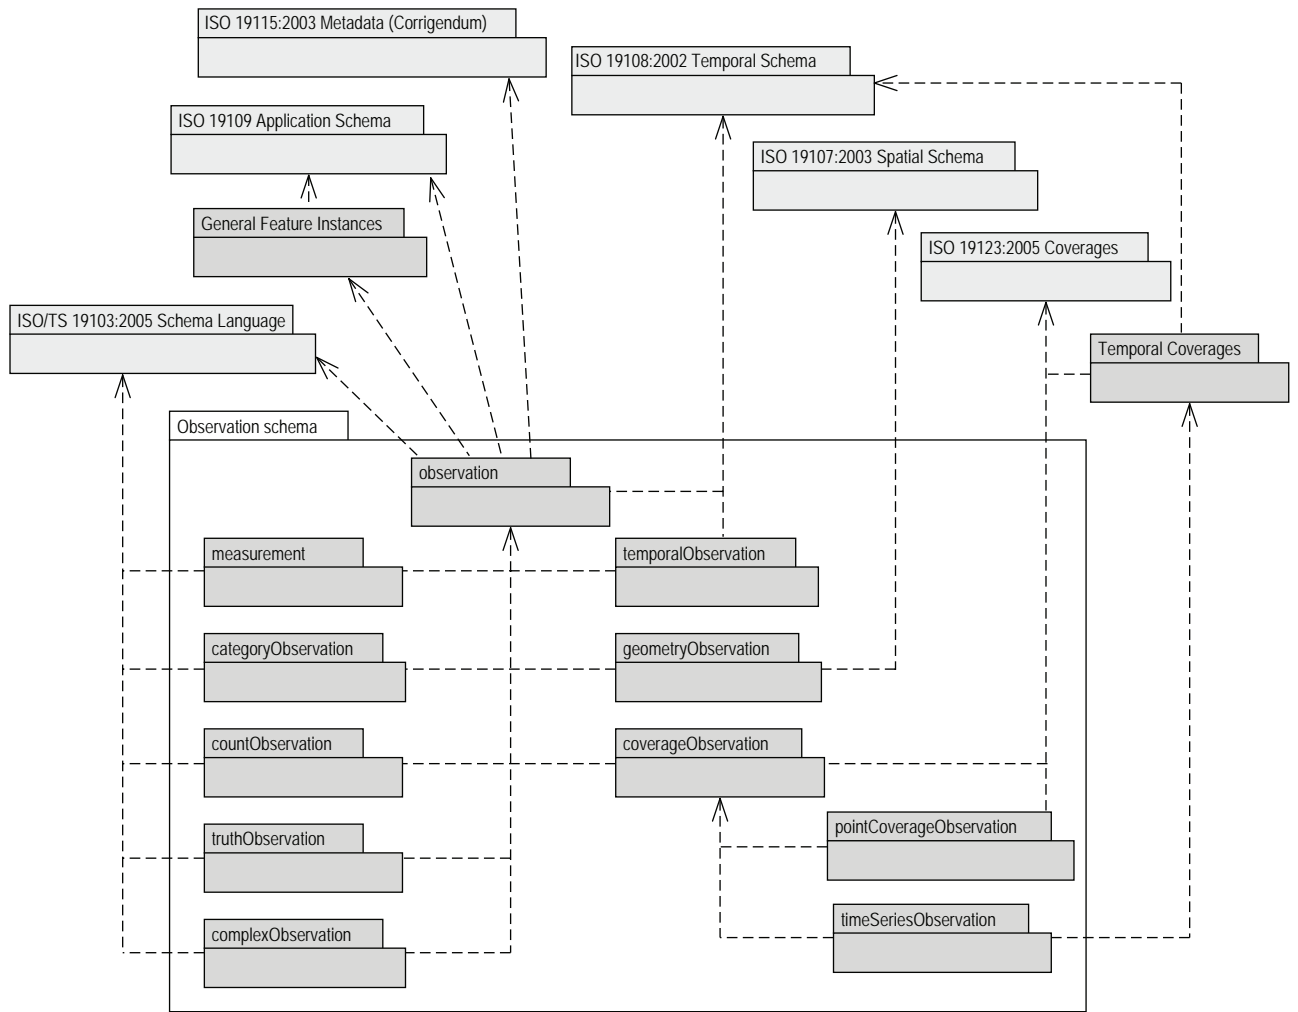 ISO 19115:2003 Metadata (Corrigendum)
ISO 19108:2002 Temporal Schema
ISO 19109 Application Schema
ISO 19107:2003 Spatial Schema
General Feature Instances
ISO 19123:2005 Coverages
ISO/TS 19103:2005 Schema Language
Temporal Coverages
Observation schema
observation
measurement
temporalObservation
categoryObservation
geometryObservation
countObservation
coverageObservation
pointCoverageObservation
truthObservation
timeSeriesObservation
complexObservation